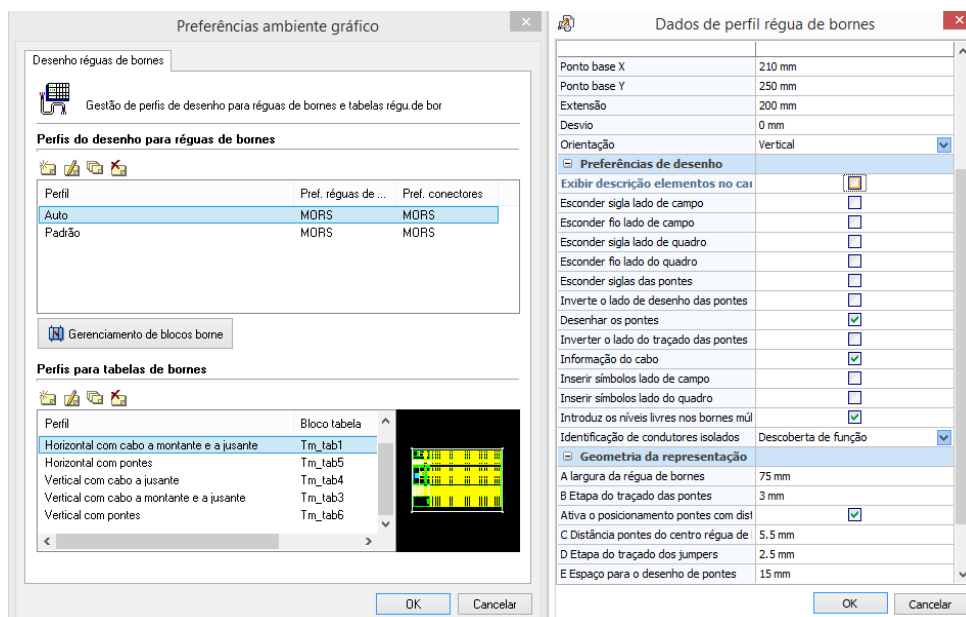 Preferências ambiente gráfico
Desenho réguas de bornes
Gestão de perfis de desenho para réguas de bornes e tabelas régu.de bor
Perfis do desenho para réguas de bornes
Perfil Pref. réguas de ... Pref. conectores
Auto MORS MORS
Padrão MORS MORS
Gerenciamento de blocos borne
Perfis para tabelas de bornes
Perfil Bloco tabela
Horizontal com cabo a montante e a jusante Tm_tab1
Horizontal com pontes Tm_tab5
Vertical com cabo a jusante Tm_tab4
Vertical com cabo a montante e a jusante Tm_tab3
Vertical com pontes Tm_tab6
OK Cancelar
Dados de perfil régua de bornes
Ponto base X 210 mm
Ponto base Y 250 mm
Extensão 200 mm
Desvio 0 mm
Orientação Vertical
Preferências de desenho
Exibir descrição elementos no car
Esconder sigla lado de campo
Esconder fio lado de campo
Esconder sigla lado de quadro
Esconder fio lado do quadro
Esconder siglas das pontes
Inverte o lado de desenho das pontes
Desenhar os pontes
Inverter o lado do traçado das pontes
Informação do cabo
Inserir símbolos lado de campo
Inserir símbolos lado do quadro
Introduz os níveis livres nos bornes múl
Identificação de condutores isolados Descoberta de função
Geometria da representação
A largura da régua de bornes 75 mm
B Etapa do traçado das pontes 3 mm
Ativa o posicionamento pontes com dist
C Distância pontes do centro régua de 5.5 mm
D Etapa do traçado dos jumpers 2.5 mm
E Espaço para o desenho de pontes 15 mm
OK Cancelar